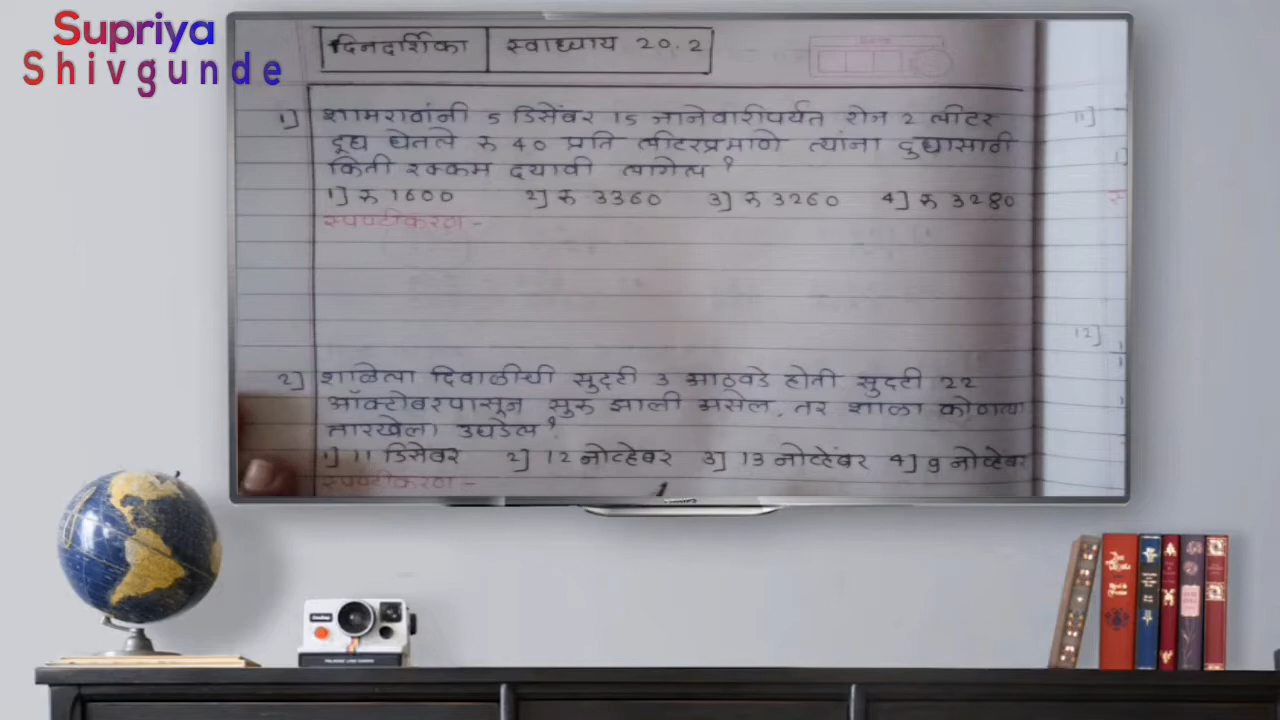 Supriya
Shivgunde
दिनदर्शिका स्वाध्याय 20.2
1] शामरावांनी 5 डिसेंबर 15 जानेवारीपर्यंत रोज 2 लीटर
दूध घेतले रु 40 प्रति लीटरप्रमाणे त्यांना दुधासाठी
किती रक्कम दयावी लागेल ?
1] रु 1600 2] रु 3360 3] रु 3260 4] रु 3280
स्पष्टीकरण :-
2] शाळेला दिवाळीची सुट्टी 3 आठवडे होती सुट्टी 22
ऑक्टोबरपासून सुरु झाली असेल, तर शाळा कोणत्या
तारखेला उघडेल ?
1] 11 डिसेंबर 2] 12 नोव्हेंबर 3] 13 नोव्हेंबर 4] 9 नोव्हेंबर
स्पष्टीकरण :-
11]
12]